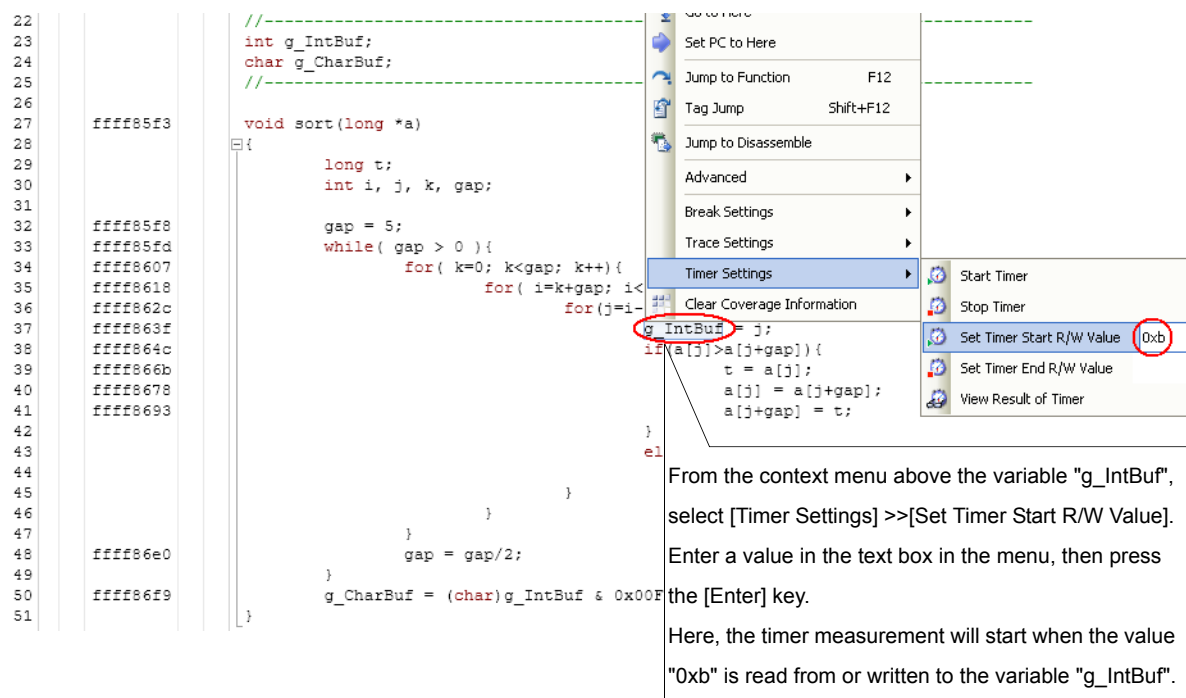 22 //----------------------------------------
23 int g_IntBuf;
24 char g_CharBuf;
25 //----------------------------------------
26
27 ffff85f3 void sort(long *a)
28 {
29 long t;
30 int i, j, k, gap;
31
32 ffff85f8 gap = 5;
33 ffff85fd while( gap > 0 ){
34 ffff8607 for( k=0; k<gap; k++){
35 ffff8618 for( i=k+gap; i<
36 ffff862c for(j=i-
37 ffff863f g_IntBuf = j;
38 ffff864c if(a[j]>a[j+gap]){
39 ffff866b t = a[j];
40 ffff8678 a[j] = a[j+gap];
41 ffff8693 a[j+gap] = t;
42 }
43 el
44
45 }
46 }
47 }
48 ffff86e0 gap = gap/2;
49 }
50 ffff86f9 g_CharBuf = (char)g_IntBuf & 0x00F
51 }
Go to Here
Set PC to Here
Jump to Function F12
Tag Jump Shift+F12
Jump to Disassemble
Advanced
Break Settings
Trace Settings
Timer Settings
Clear Coverage Information
Start Timer
Stop Timer
Set Timer Start R/W Value 0xb
Set Timer End R/W Value
View Result of Timer
From the context menu above the variable "g_IntBuf",
select [Timer Settings] >>[Set Timer Start R/W Value].
Enter a value in the text box in the menu, then press
the [Enter] key.
Here, the timer measurement will start when the value
"0xb" is read from or written to the variable "g_IntBuf".